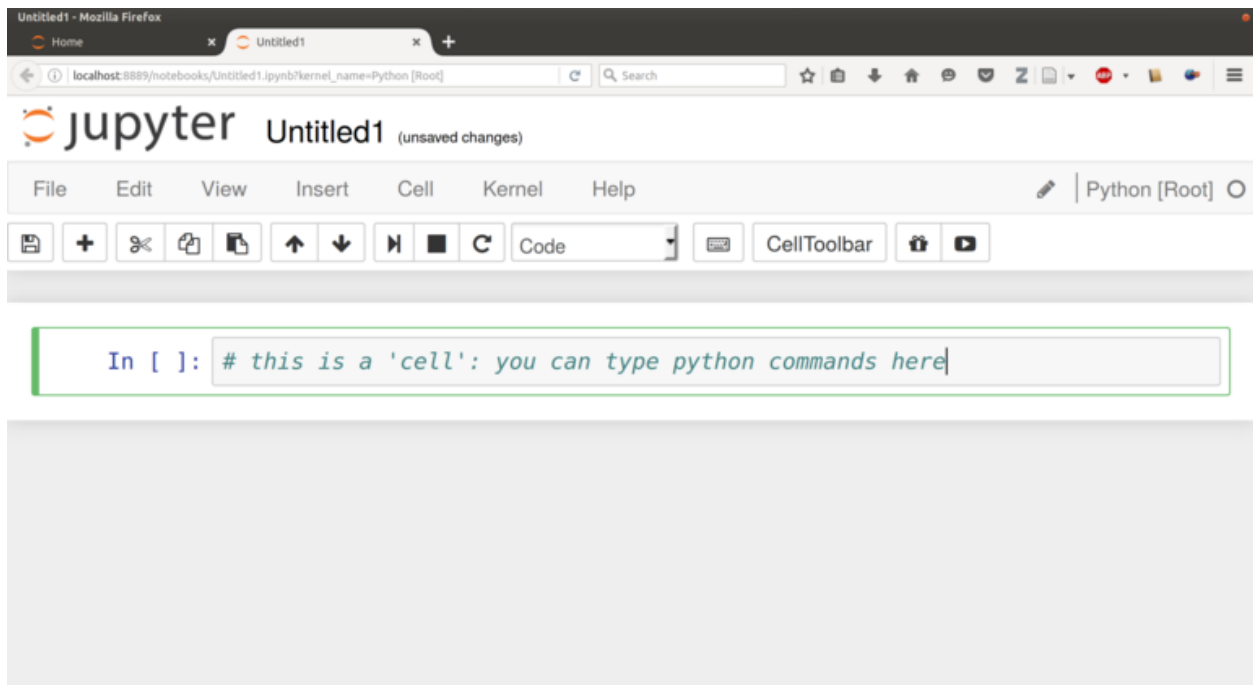 Untitled1 - Mozilla Firefox
Home Untitled1
localhost:8889/notebooks/Untitled1.ipynb?kernel_name=Python [Root] Search
jupyter Untitled1 (unsaved changes)
File Edit View Insert Cell Kernel Help Python [Root]
Code CellToolbar
In [ ]: # this is a 'cell': you can type python commands here